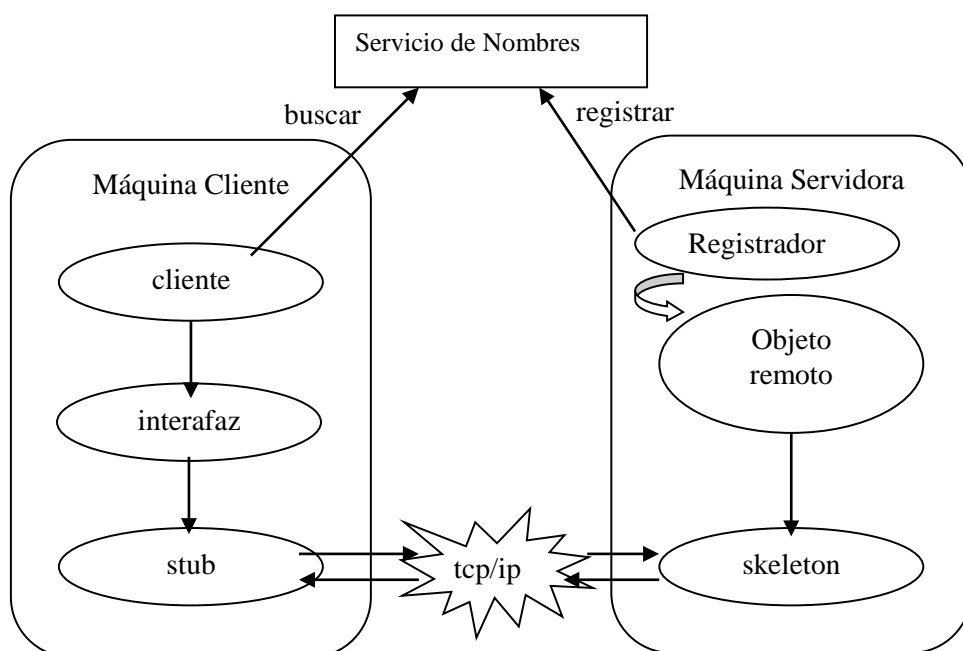 Servicio de Nombres
buscar
registrar
Máquina Cliente
Máquina Servidora
Registrador
cliente
Objeto
remoto
interafaz
stub
tcp/ip
skeleton